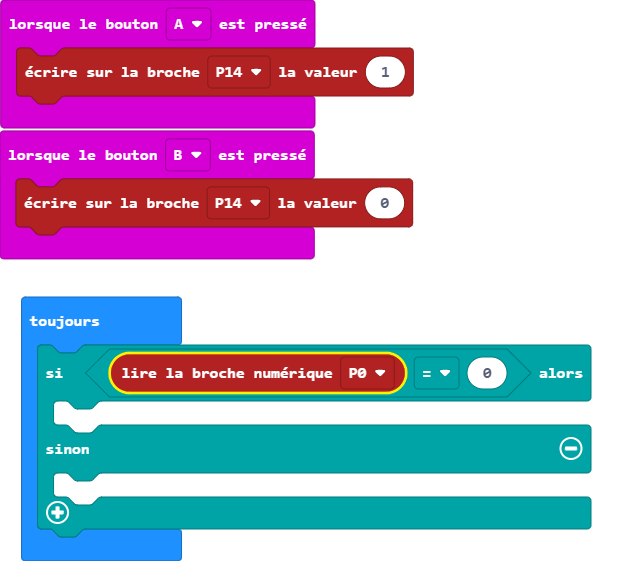 lorsque le bouton A est pressé
écrire sur la broche P14 la valeur 1
lorsque le bouton B est pressé
écrire sur la broche P14 la valeur 0
toujours
si lire la broche numérique P0 = 0 alors
sinon